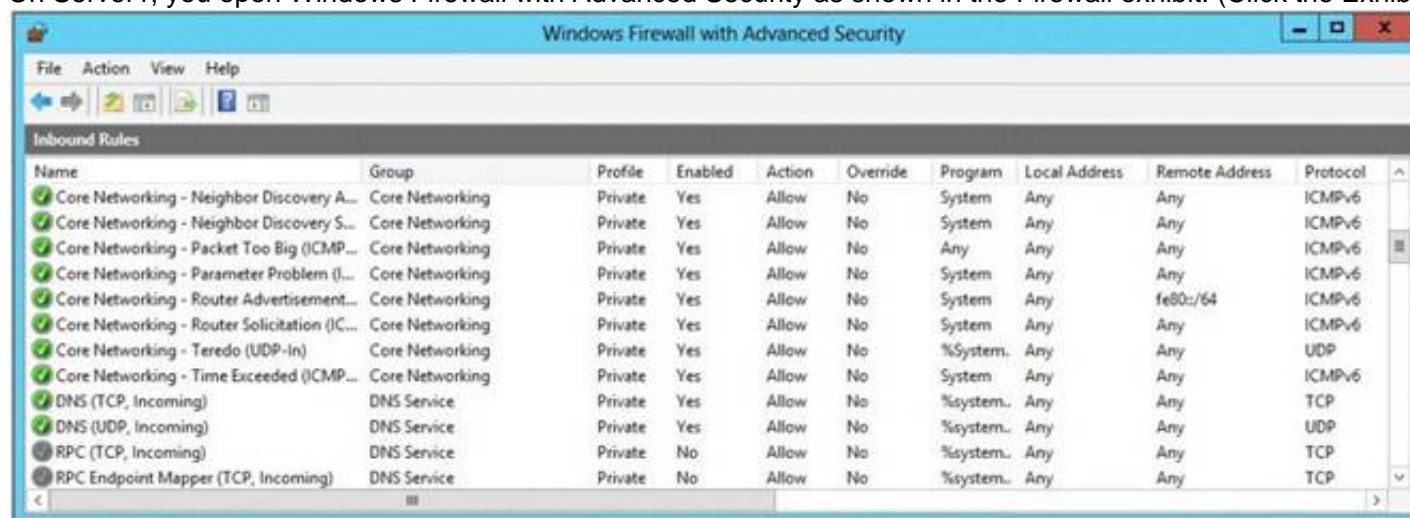 On Server1, you open Windows Firewall with Advanced Security as shown in the Firewall exhibit. (Click the Exhib
Windows Firewall with Advanced Security
File Action View Help
Inbound Rules
Name Group Profile Enabled Action Override Program Local Address Remote Address Protocol
Core Networking - Neighbor Discovery A... Core Networking Private Yes Allow No System Any Any ICMPv6
Core Networking - Neighbor Discovery S... Core Networking Private Yes Allow No System Any Any ICMPv6
Core Networking - Packet Too Big (ICMP... Core Networking Private Yes Allow No Any Any Any ICMPv6
Core Networking - Parameter Problem (I... Core Networking Private Yes Allow No System Any Any ICMPv6
Core Networking - Router Advertisement... Core Networking Private Yes Allow No System Any fe80::/64 ICMPv6
Core Networking - Router Solicitation (IC... Core Networking Private Yes Allow No System Any Any ICMPv6
Core Networking - Teredo (UDP-In) Core Networking Private Yes Allow No %System. Any Any UDP
Core Networking - Time Exceeded (ICMP... Core Networking Private Yes Allow No System Any Any ICMPv6
DNS (TCP, Incoming) DNS Service Private Yes Allow No %system.. Any Any TCP
DNS (UDP, Incoming) DNS Service Private Yes Allow No %system.. Any Any UDP
RPC (TCP, Incoming) DNS Service Private No Allow No %system.. Any Any TCP
RPC Endpoint Mapper (TCP, Incoming) DNS Service Private No Allow No %system.. Any Any TCP